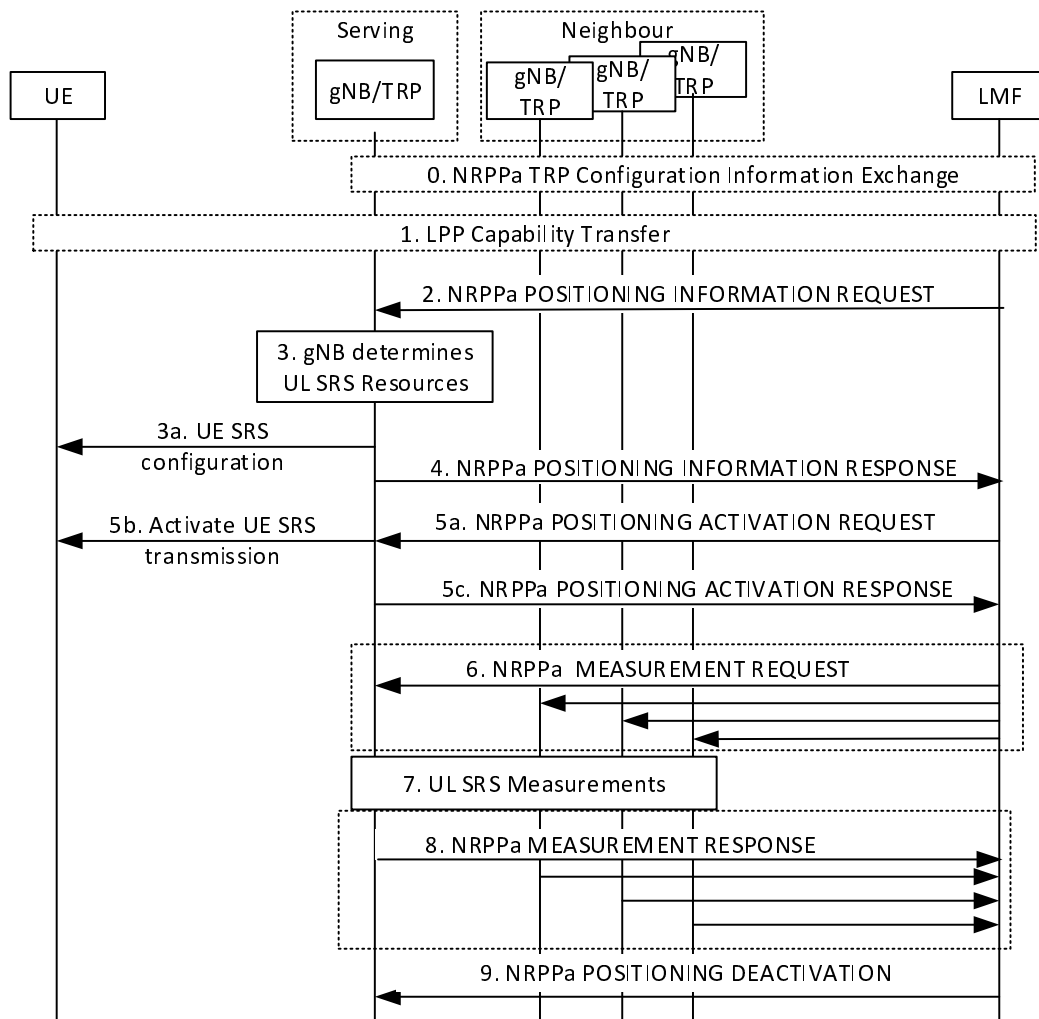 Serving
Neighbour
UE
gNB/TRP
gNB/
TRP
gNB/
TRP
gNB/
TRP
LMF
0. NRPPa TRP Configuration Information Exchange
1. LPP Capability Transfer
2. NRPPa POSITIONING INFORMATION REQUEST
3. gNB determines
UL SRS Resources
3a. UE SRS
configuration
4. NRPPa POSITIONING INFORMATION RESPONSE
5b. Activate UE SRS
transmission
5a. NRPPa POSITIONING ACTIVATION REQUEST
5c. NRPPa POSITIONING ACTIVATION RESPONSE
6. NRPPa MEASUREMENT REQUEST
7. UL SRS Measurements
8. NRPPa MEASUREMENT RESPONSE
9. NRPPa POSITIONING DEACTIVATION